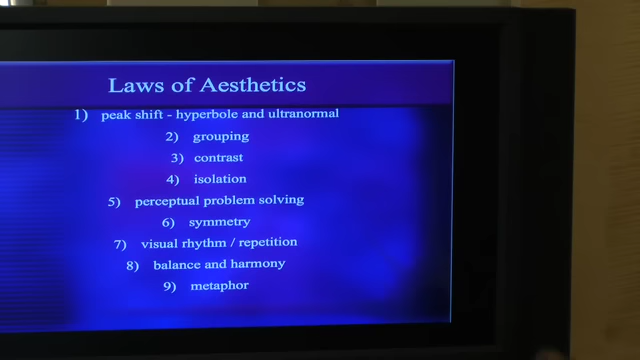 Laws of Aesthetics
1) peak shift - hyperbole and ultranormal
2) grouping
3) contrast
4) isolation
5) perceptual problem solving
6) symmetry
7) visual rhythm / repetition
8) balance and harmony
9) metaphor